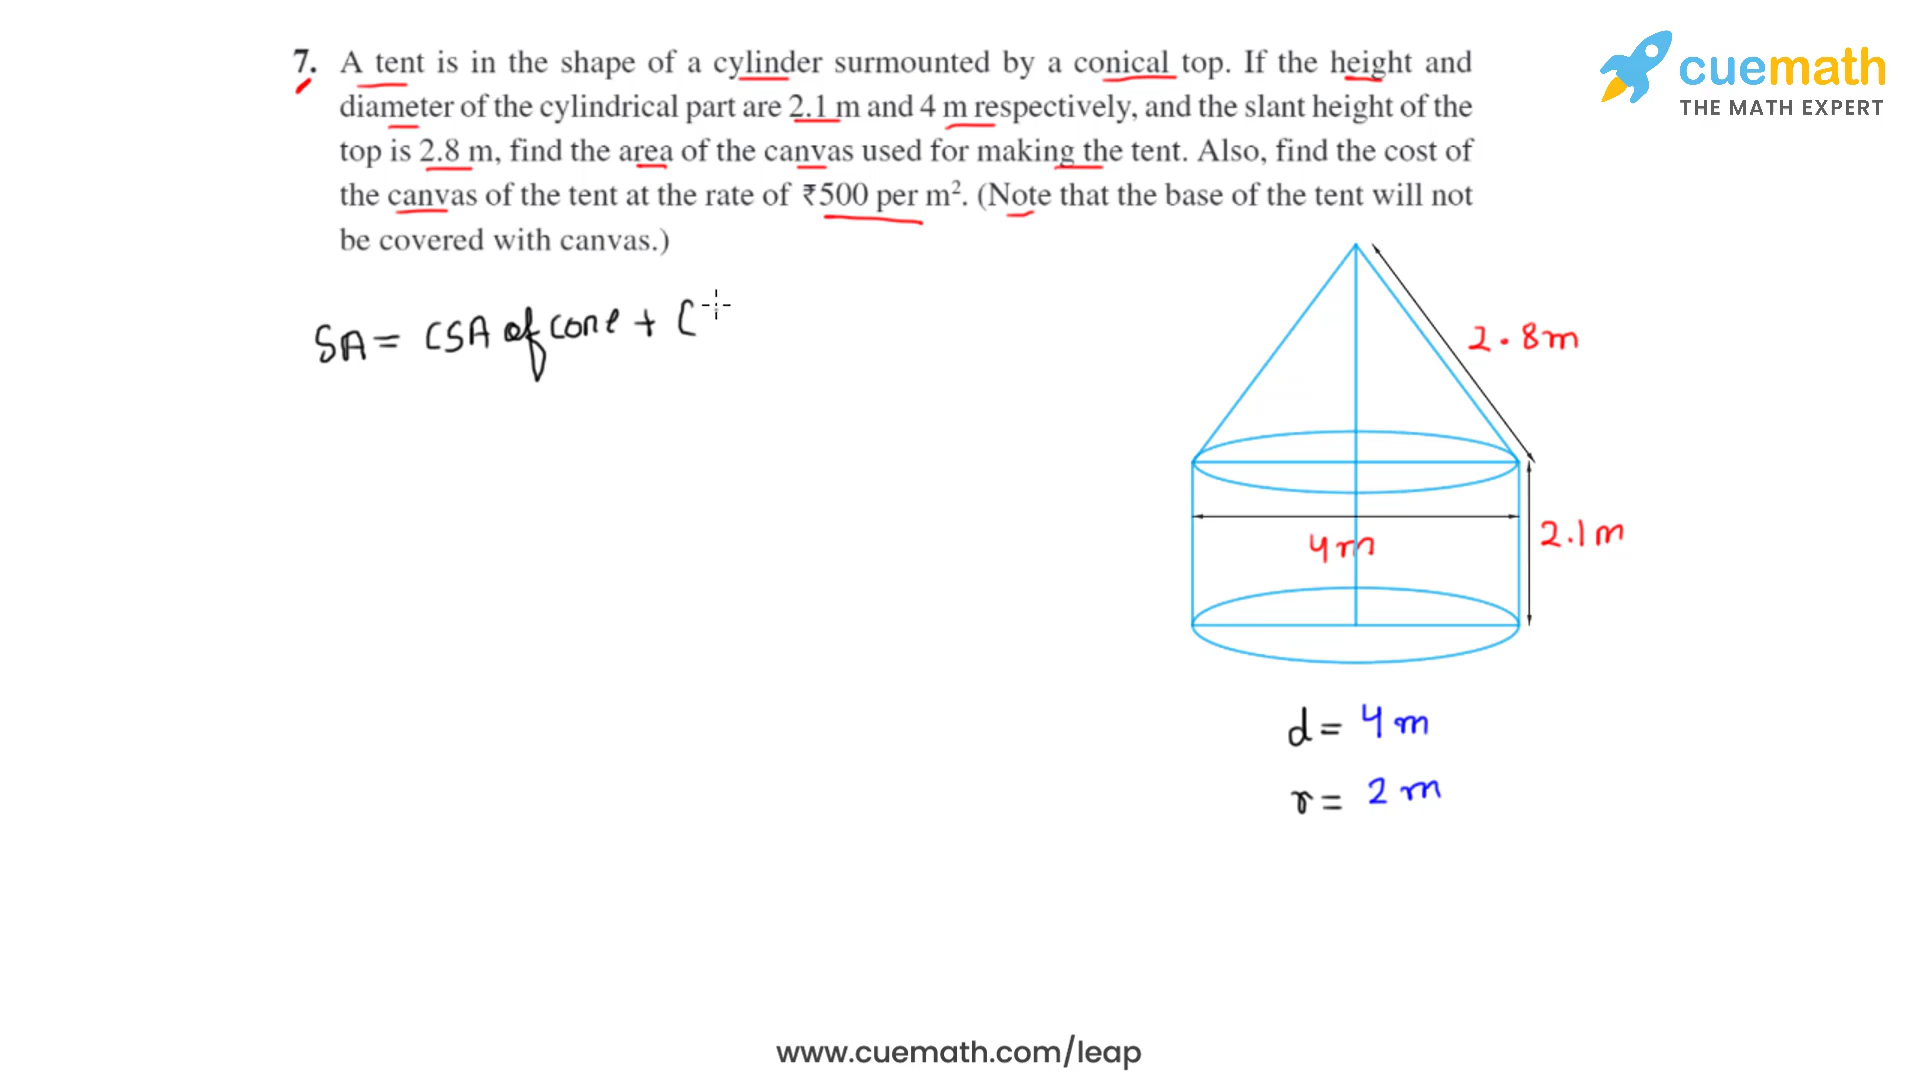 7. A tent is in the shape of a cylinder surmounted by a conical top. If the height and
diameter of the cylindrical part are 2.1 m and 4 m respectively, and the slant height of the
top is 2.8 m, find the area of the canvas used for making the tent. Also, find the cost of
the canvas of the tent at the rate of ₹500 per m². (Note that the base of the tent will not
be covered with canvas.)
cuemath
THE MATH EXPERT
SA = CSA of cone + C
2.8m
4m
2.1m
d = 4 m
r = 2 m
www.cuemath.com/leap